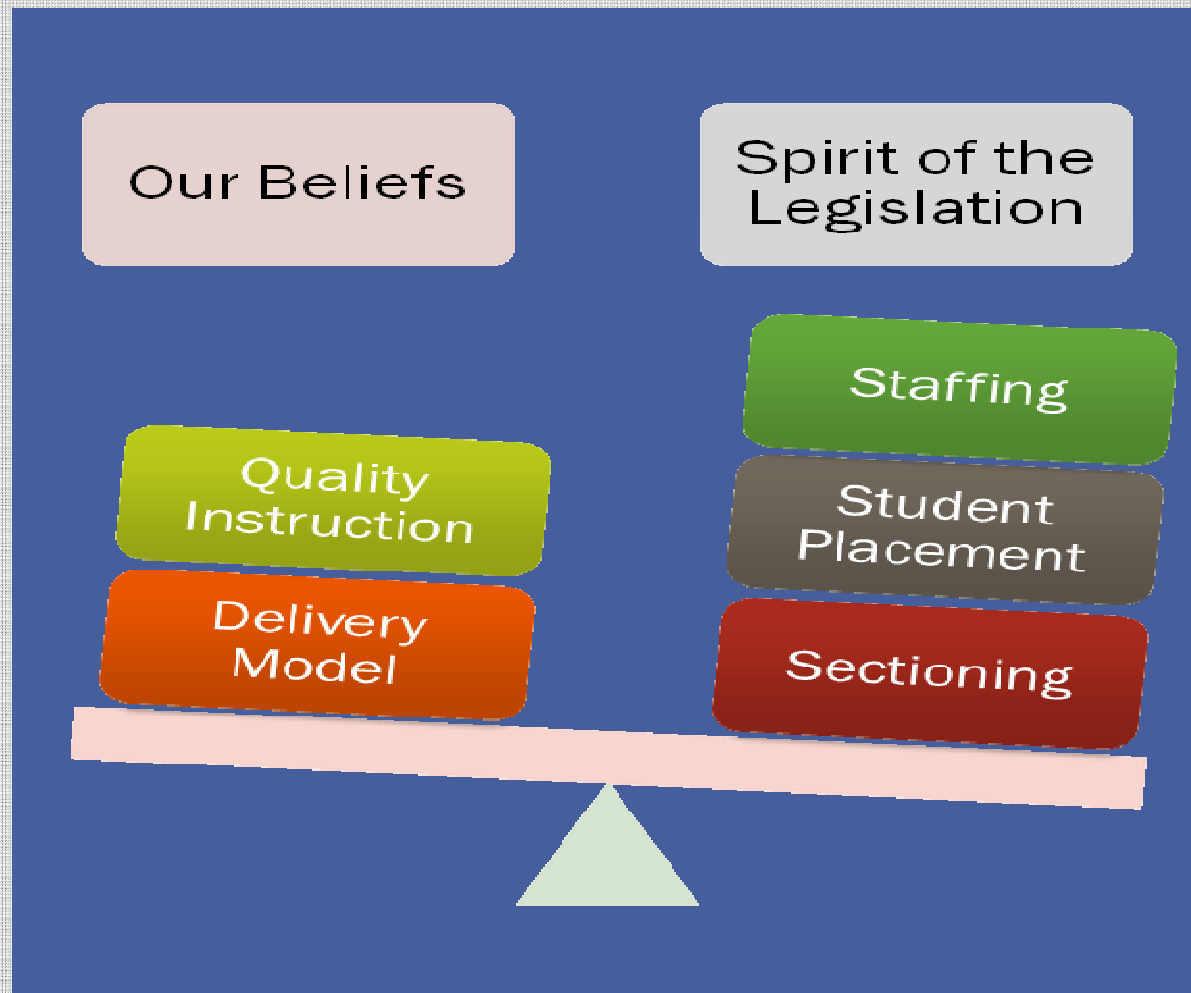 Our Beliefs
Spirit of the
Legislation
Quality
Instruction
Delivery
Model
Staffing
Student
Placement
Sectioning